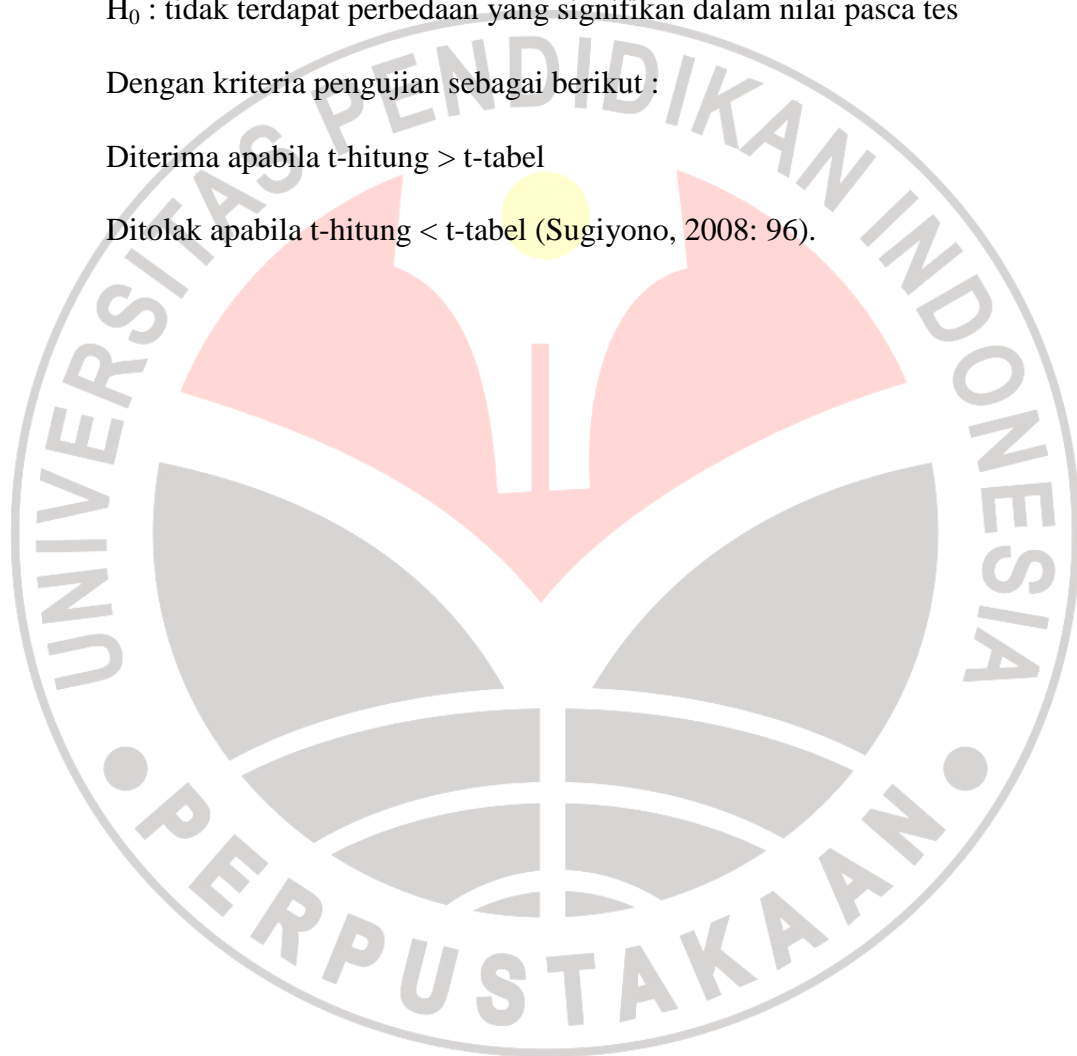 H₀ : tidak terdapat perbedaan yang signifikan dalam nilai pasca tes
Dengan kriteria pengujian sebagai berikut :
Diterima apabila t-hitung > t-tabel
Ditolak apabila t-hitung < t-tabel (Sugiyono, 2008: 96).
UNIVERSITAS PENDIDIKAN INDONESIA
PERPUSTAKAAN